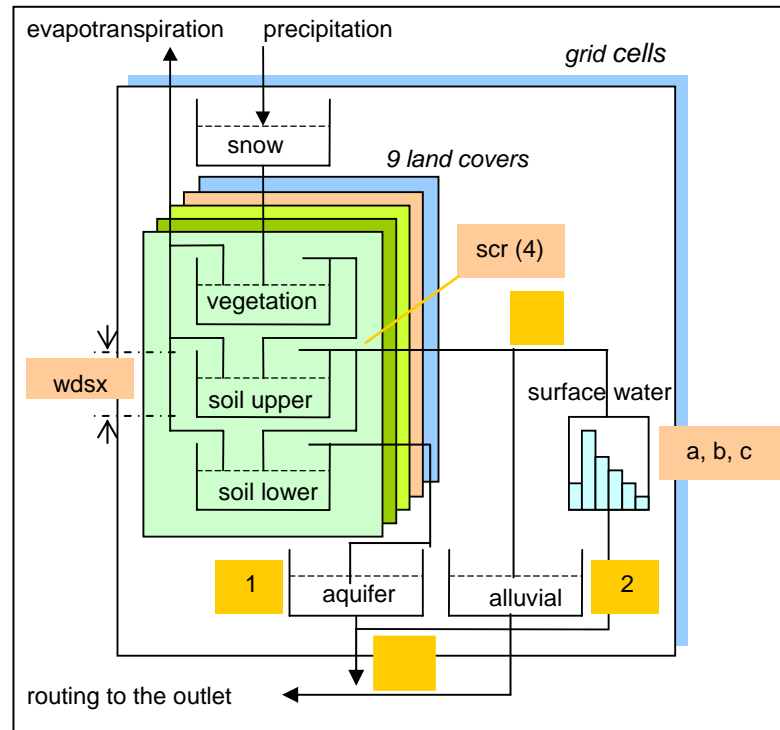 evapotranspiration
precipitation
grid cells
snow
9 land covers
scr (4)
vegetation
wdsx
soil upper
surface water
a, b, c
soil lower
1
aquifer
alluvial
2
routing to the outlet